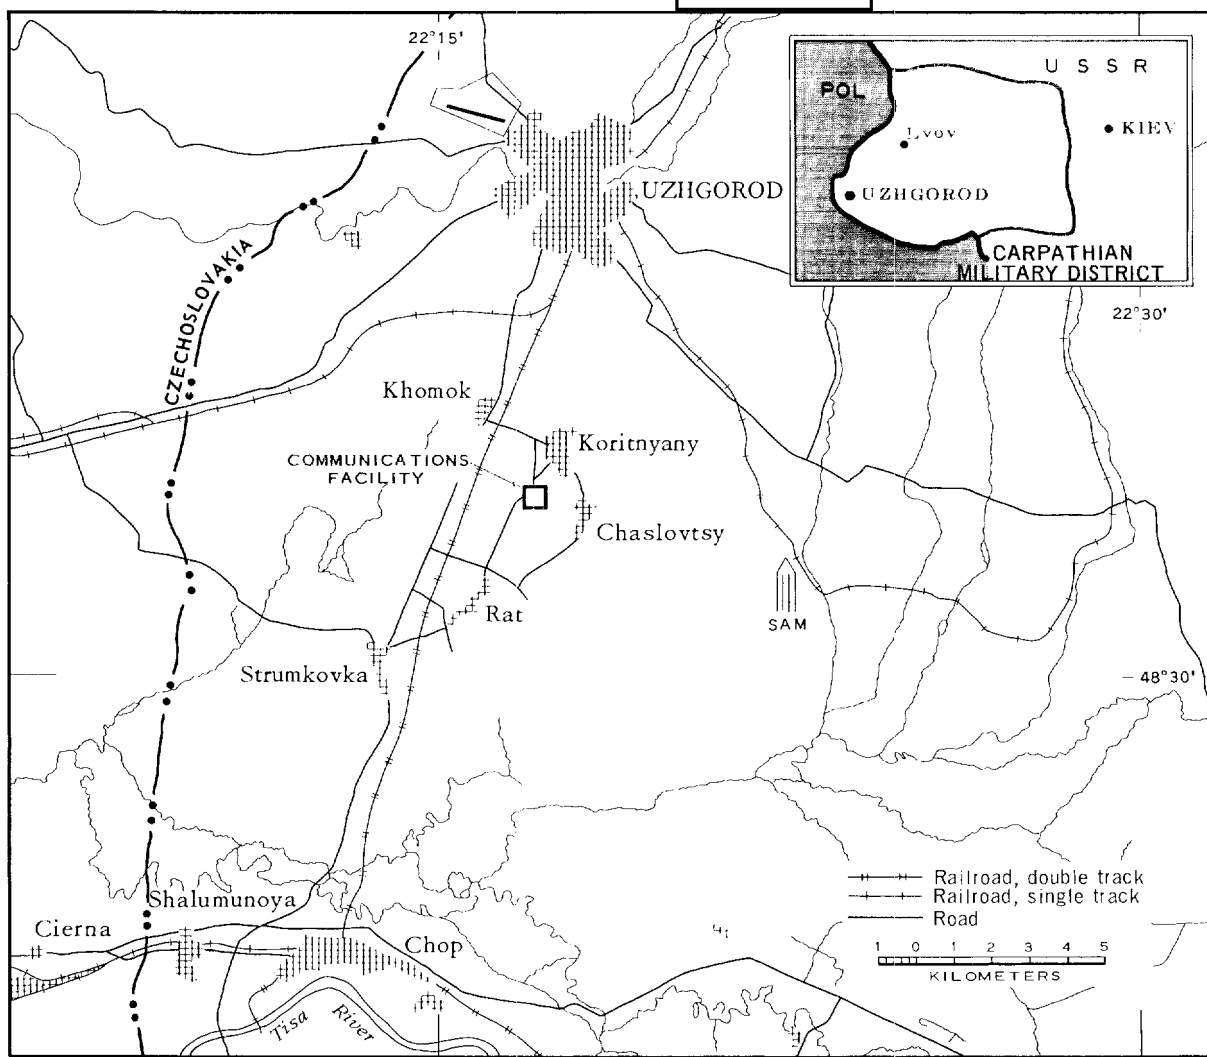 22°15'
USSR
POL
Lvov
KIEV
UZHGOROD
UZHGOROD
CARPATHIAN
MILITARY DISTRICT
CZECHOSLOVAKIA
22°30'
Khomok
Koritnyany
COMMUNICATIONS
FACILITY
Chaslovtsy
Rat
SAM
Strumkovka
48°30'
Railroad, double track
Shalumunoya
Railroad, single track
Road
Cierna
Chop
1 0 1 2 3 4 5
KILOMETERS
Tisa River